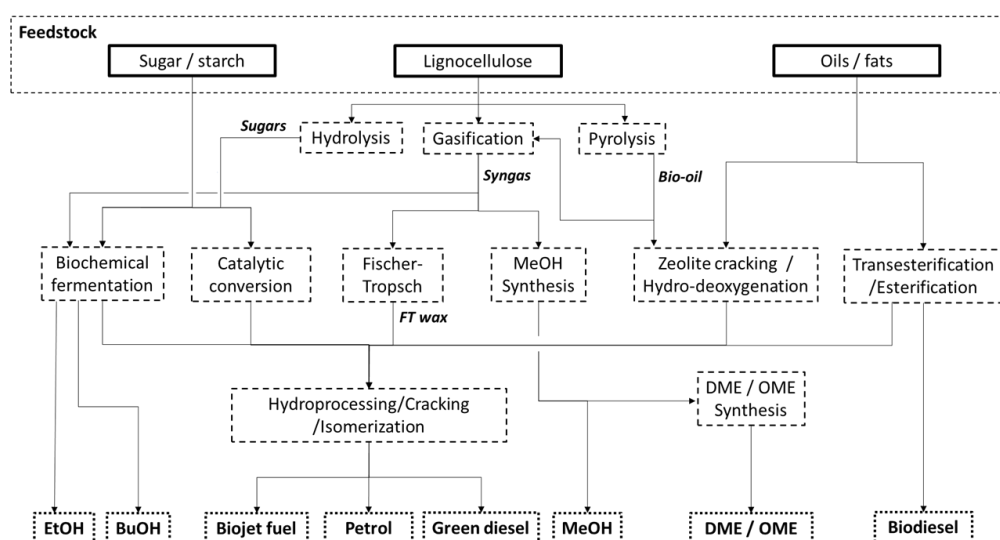 Feedstock
Sugar / starch
Lignocellulose
Oils / fats
Sugars
Hydrolysis
Gasification
Pyrolysis
Syngas
Bio-oil
Biochemical
fermentation
Catalytic
conversion
Fischer-
Tropsch
MeOH
Synthesis
Zeolite cracking /
Hydro-deoxygenation
Transesterification
/Esterification
FT wax
Hydroprocessing/Cracking
/Isomerization
DME / OME
Synthesis
EtOH
BuOH
Biojet fuel
Petrol
Green diesel
MeOH
DME / OME
Biodiesel